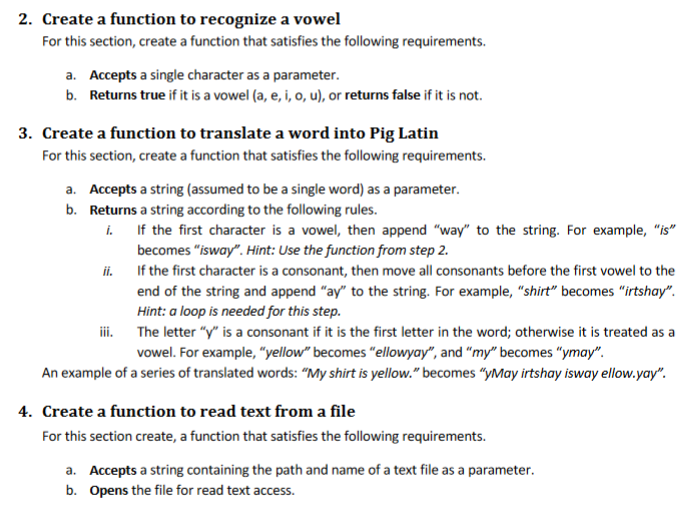 2. Create a function to recognize a vowel
For this section, create a function that satisfies the following requirements.
a. Accepts a single character as a parameter.
b. Returns true if it is a vowel (a, e, i, o, u), or returns false if it is not.
3. Create a function to translate a word into Pig Latin
For this section, create a function that satisfies the following requirements.
a. Accepts a string (assumed to be a single word) as a parameter.
b. Returns a string according to the following rules.
i. If the first character is a vowel, then append “way” to the string. For example, “is”
becomes “isway”. Hint: Use the function from step 2.
ii. If the first character is a consonant, then move all consonants before the first vowel to the
end of the string and append “ay” to the string. For example, “shirt” becomes “irtshay”.
Hint: a loop is needed for this step.
iii. The letter “y” is a consonant if it is the first letter in the word; otherwise it is treated as a
vowel. For example, “yellow” becomes “ellowyay”, and “my” becomes “ymay”.
An example of a series of translated words: “My shirt is yellow.” becomes “yMay irtshay isway ellow.yay”.
4. Create a function to read text from a file
For this section create, a function that satisfies the following requirements.
a. Accepts a string containing the path and name of a text file as a parameter.
b. Opens the file for read text access.